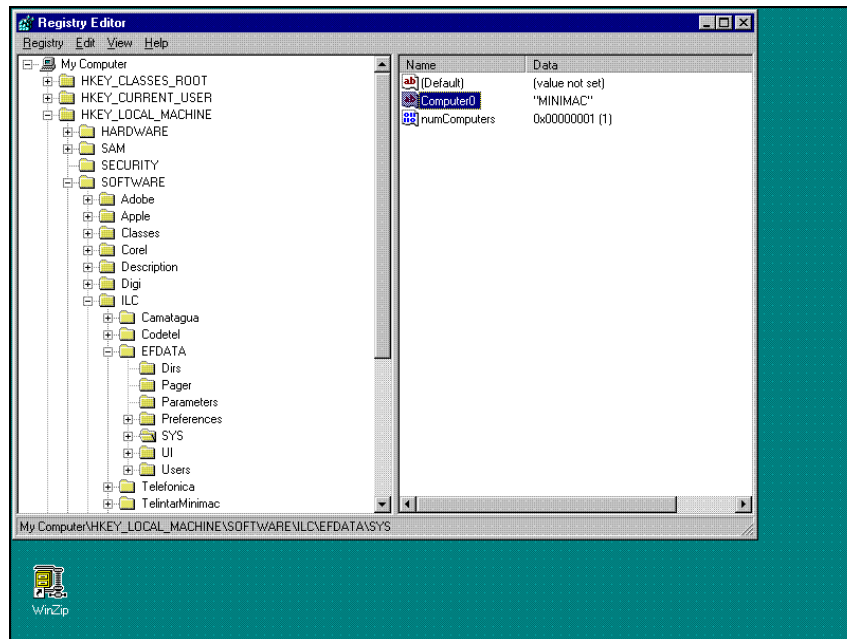 Registry Editor
Registry Edit View Help
My Computer
HKEY_CLASSES_ROOT
HKEY_CURRENT_USER
HKEY_LOCAL_MACHINE
HARDWARE
SAM
SECURITY
SOFTWARE
Adobe
Apple
Classes
Corel
Description
Digi
ILC
Camatagua
Codetel
EFDATA
Dirs
Pager
Parameters
Preferences
SYS
UI
Users
Telefonica
TelintarMinimac
Name Data
ab (Default) (value not set)
ab Computer0 "MINIMAC"
numComputers 0x00000001 (1)
My Computer\HKEY_LOCAL_MACHINE\SOFTWARE\ILC\EFDATA\SYS
WinZip